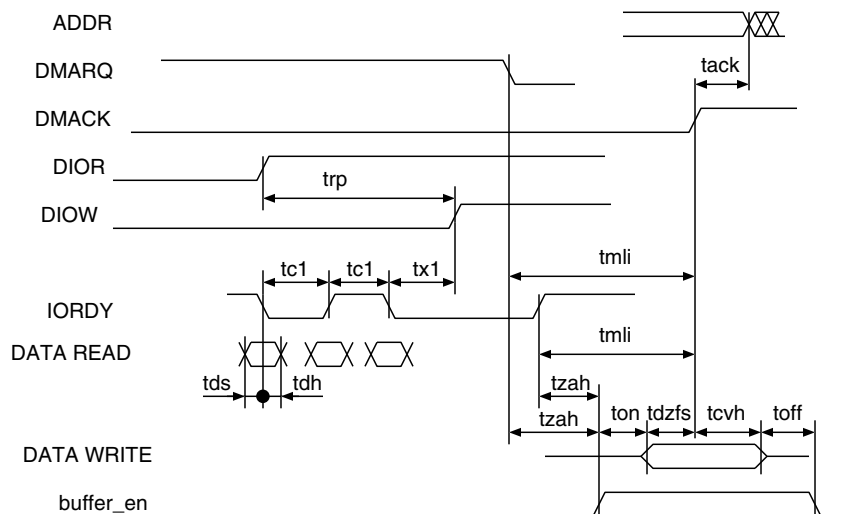 ADDR
DMARQ
tack
DMACK
DIOR
trp
DIOW
tc1 tc1 tx1
tmli
IORDY
tmli
DATA READ
tds tdh
tzah
tzah ton tdzfs tcvh toff
DATA WRITE
buffer_en